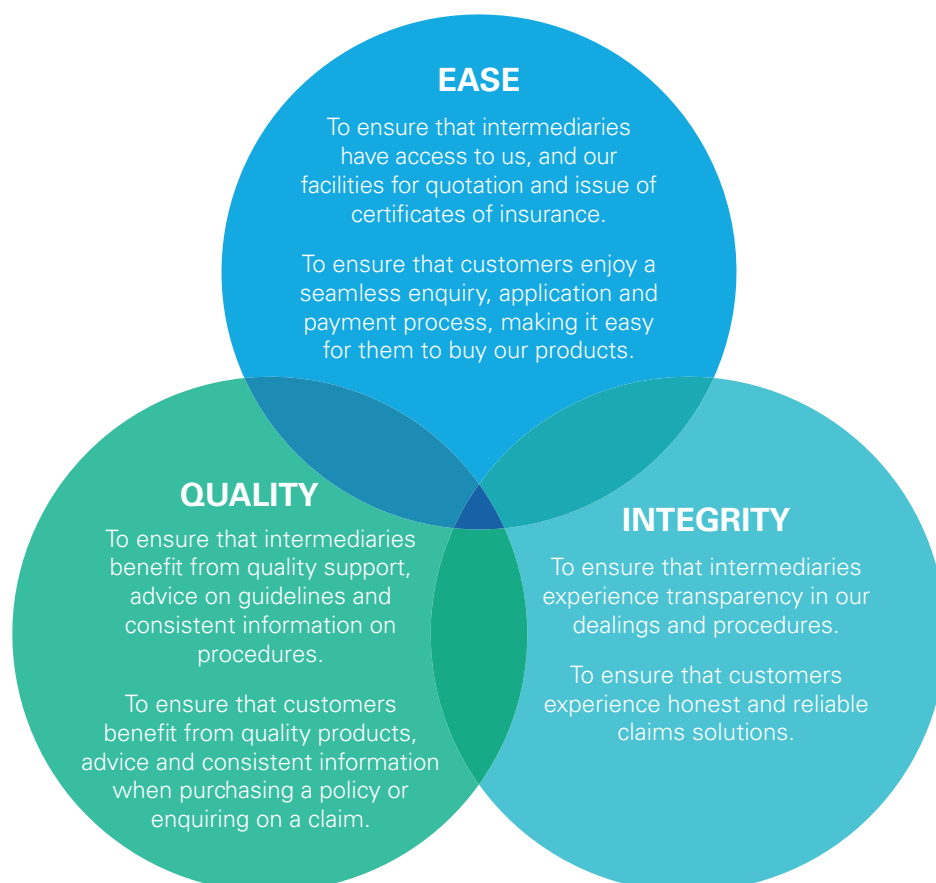 EASE
To ensure that intermediaries
have access to us, and our
facilities for quotation and issue of
certificates of insurance.
To ensure that customers enjoy a
seamless enquiry, application and
payment process, making it easy
for them to buy our products.
QUALITY
To ensure that intermediaries
benefit from quality support,
advice on guidelines and
consistent information on
procedures.
To ensure that customers
benefit from quality products,
advice and consistent information
when purchasing a policy or
enquiring on a claim.
INTEGRITY
To ensure that intermediaries
experience transparency in our
dealings and procedures.
To ensure that customers
experience honest and reliable
claims solutions.